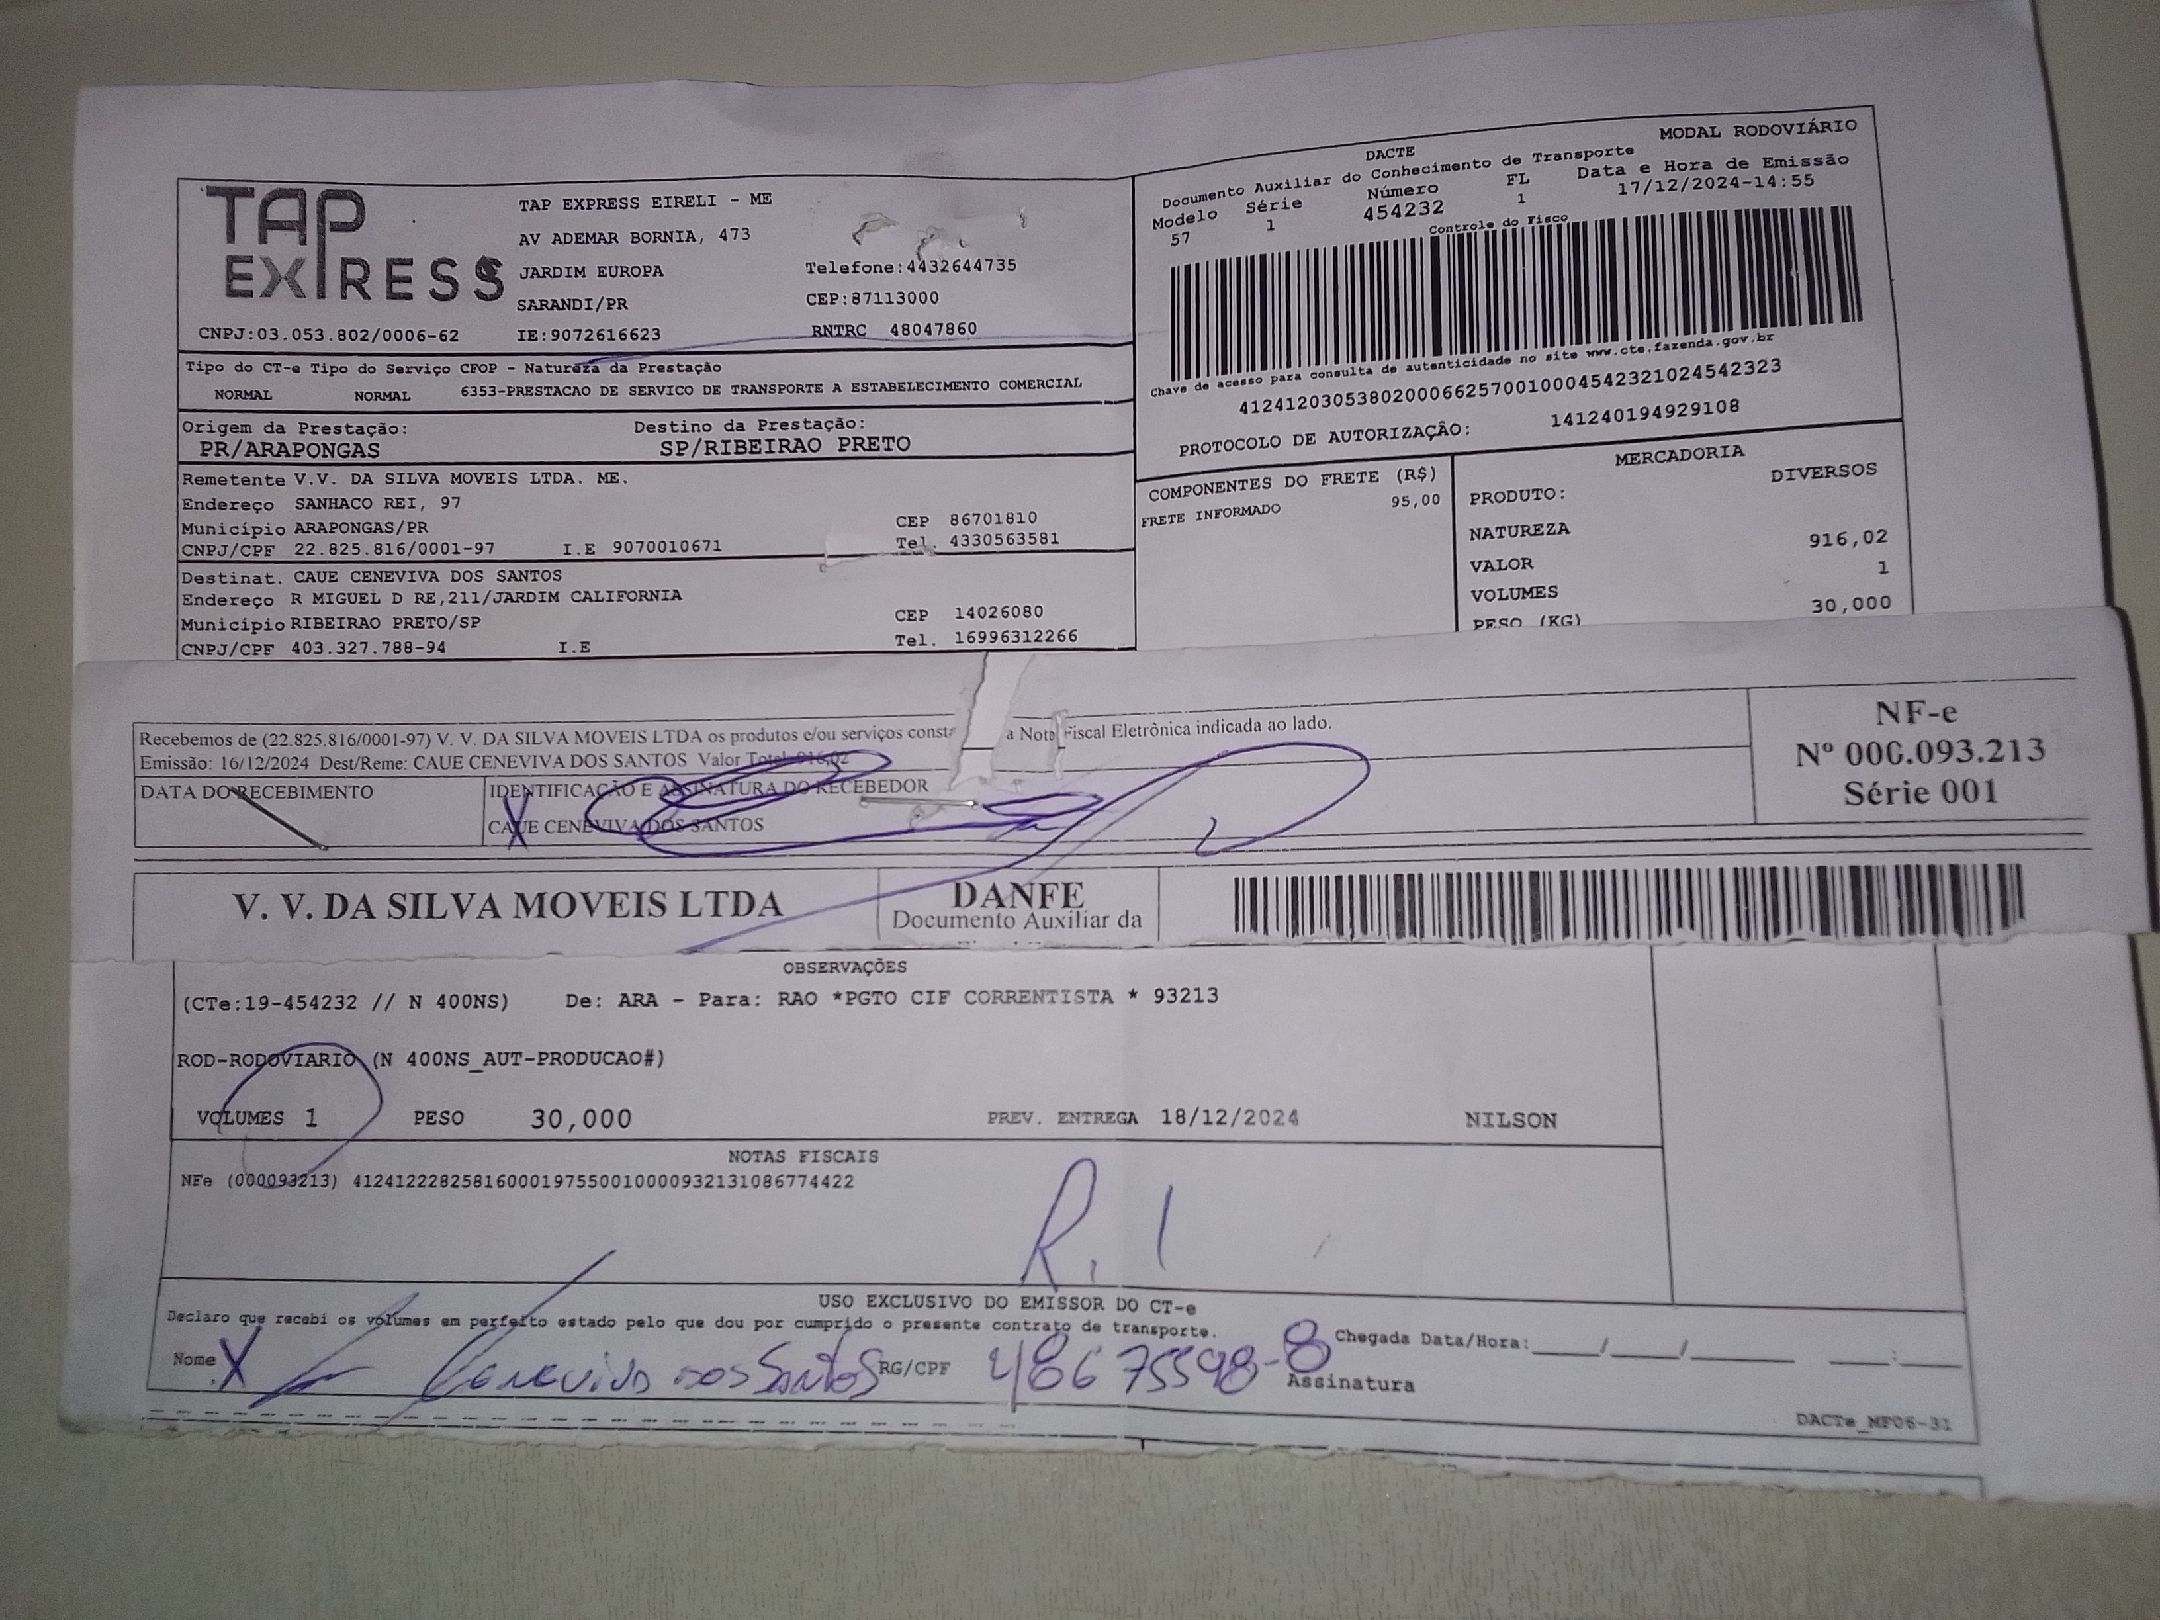 TAP EXPRESS
TAP EXPRESS EIRELI - ME
AV ADEMAR BORNIA, 473
JARDIM EUROPA Telefone:4432644735
SARANDI/PR CEP:87113000
CNPJ:03.053.802/0006-62 IE:9072616623 RNTRC 48047860
DACTE MODAL RODOVIÁRIO
Documento Auxiliar do Conhecimento de Transporte
Modelo Série Número FL Data e Hora de Emissão
57 1 454232 1 17/12/2024-14:55
Controle do Fisco
Chave de acesso para consulta de autenticidade no site www.cte.fazenda.gov.br
41241203053802000662570010004542321024542323
PROTOCOLO DE AUTORIZAÇÃO: 141240194929108
Tipo do CT-e Tipo do Serviço CFOP - Natureza da Prestação
NORMAL NORMAL 6353-PRESTACAO DE SERVICO DE TRANSPORTE A ESTABELECIMENTO COMERCIAL
Origem da Prestação: Destino da Prestação:
PR/ARAPONGAS SP/RIBEIRAO PRETO
Remetente V.V. DA SILVA MOVEIS LTDA. ME.
Endereço SANHACO REI, 97
Município ARAPONGAS/PR CEP 86701810
CNPJ/CPF 22.825.816/0001-97 I.E 9070010671 Tel. 4330563581
Destinat. CAUE CENEVIVA DOS SANTOS
Endereço R MIGUEL D RE,211/JARDIM CALIFORNIA
Município RIBEIRAO PRETO/SP CEP 14026080
CNPJ/CPF 403.327.788-94 I.E Tel. 16996312266
COMPONENTES DO FRETE (R$)
FRETE INFORMADO 95,00
MERCADORIA
PRODUTO: DIVERSOS
NATUREZA
VALOR 916,02
VOLUMES 1
PESO (KG) 30,000
Recebemos de (22.825.816/0001-97) V. V. DA SILVA MOVEIS LTDA os produtos e/ou serviços const a Nota Fiscal Eletrônica indicada ao lado.
Emissão: 16/12/2024 Dest/Reme: CAUE CENEVIVA DOS SANTOS Valor Total: 916,02
DATA DO RECEBIMENTO IDENTIFICAÇÃO E ASSINATURA DO RECEBEDOR
X CAUE CENEVIVA DOS SANTOS
NF-e
Nº 000.093.213
Série 001
V. V. DA SILVA MOVEIS LTDA
DANFE
Documento Auxiliar da
OBSERVAÇÕES
(CTe:19-454232 // N 400NS) De: ARA - Para: RAO *PGTO CIF CORRENTISTA * 93213
ROD-RODOVIARIO (N 400NS_AUT-PRODUCAO#)
VOLUMES 1 PESO 30,000 PREV. ENTREGA 18/12/2024 NILSON
NOTAS FISCAIS
NFe (000093213) 41241222825816000197550010000932131086774422
R. 1
USO EXCLUSIVO DO EMISSOR DO CT-e
Declaro que recebi os volumes em perfeito estado pelo que dou por cumprido o presente contrato de transporte.
Nome X Ceneviva dos Santos RG/CPF 48675598-8 Chegada Data/Hora: ____/____/______ ___:___
Assinatura
DACTe_MF06-31